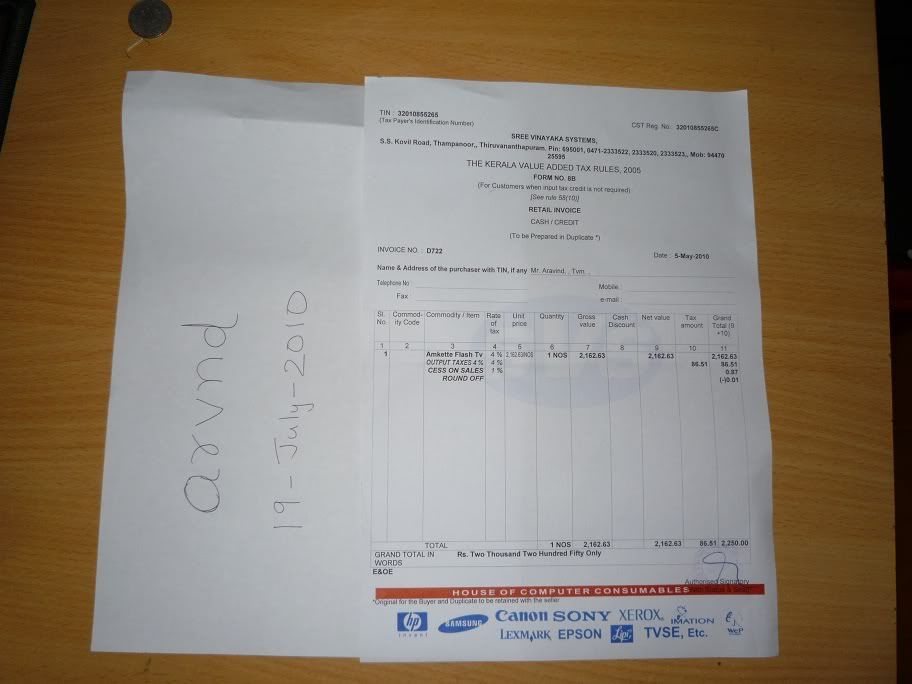 arvnd
19-July-2010
TIN : 32010855265
(Tax Payer's Identification Number)
CST Reg. No : 32010855265C
SREE VINAYAKA SYSTEMS,
S.S. Kovil Road, Thampanoor,, Thiruvananthapuram. Pin: 695001, 0471-2333522, 2333520, 2333523,, Mob: 94470
25595
THE KERALA VALUE ADDED TAX RULES, 2005
FORM NO. 8B
(For Customers when input tax credit is not required)
[See rule 58(10)]
RETAIL INVOICE
CASH / CREDIT
(To be Prepared in Duplicate *)
INVOICE NO. : D722
Date : 5-May-2010
Name & Address of the purchaser with TIN, if any Mr. Aravind, , Tvm.
Telephone No :
Mobile :
Fax :
e-mail :
Sl. No. Commod-ity Code Commodity / Item Rate of tax Unit price Quantity Gross value Cash Discount Net value Tax amount Grand Total (9 +10)
1 2 3 4 5 6 7 8 9 10 11
1 Amkette Flash Tv 4 % 2,162.63/NOS 1 NOS 2,162.63 2,162.63 2,162.63
OUTPUT TAXES 4 % 4 % 86.51 86.51
CESS ON SALES 1 % 0.87
ROUND OFF (-)0.01
TOTAL 1 NOS 2,162.63 2,162.63 86.51 2,250.00
GRAND TOTAL IN WORDS Rs. Two Thousand Two Hundred Fifty Only
E&OE
Authorised Signatory
HOUSE OF COMPUTER CONSUMABLES
*Original for the Buyer and Duplicate to be retained with the seller
hp invent SAMSUNG Canon SONY XEROX. IMATION WeP
LEXMARK EPSON Lipi TVSE, Etc.